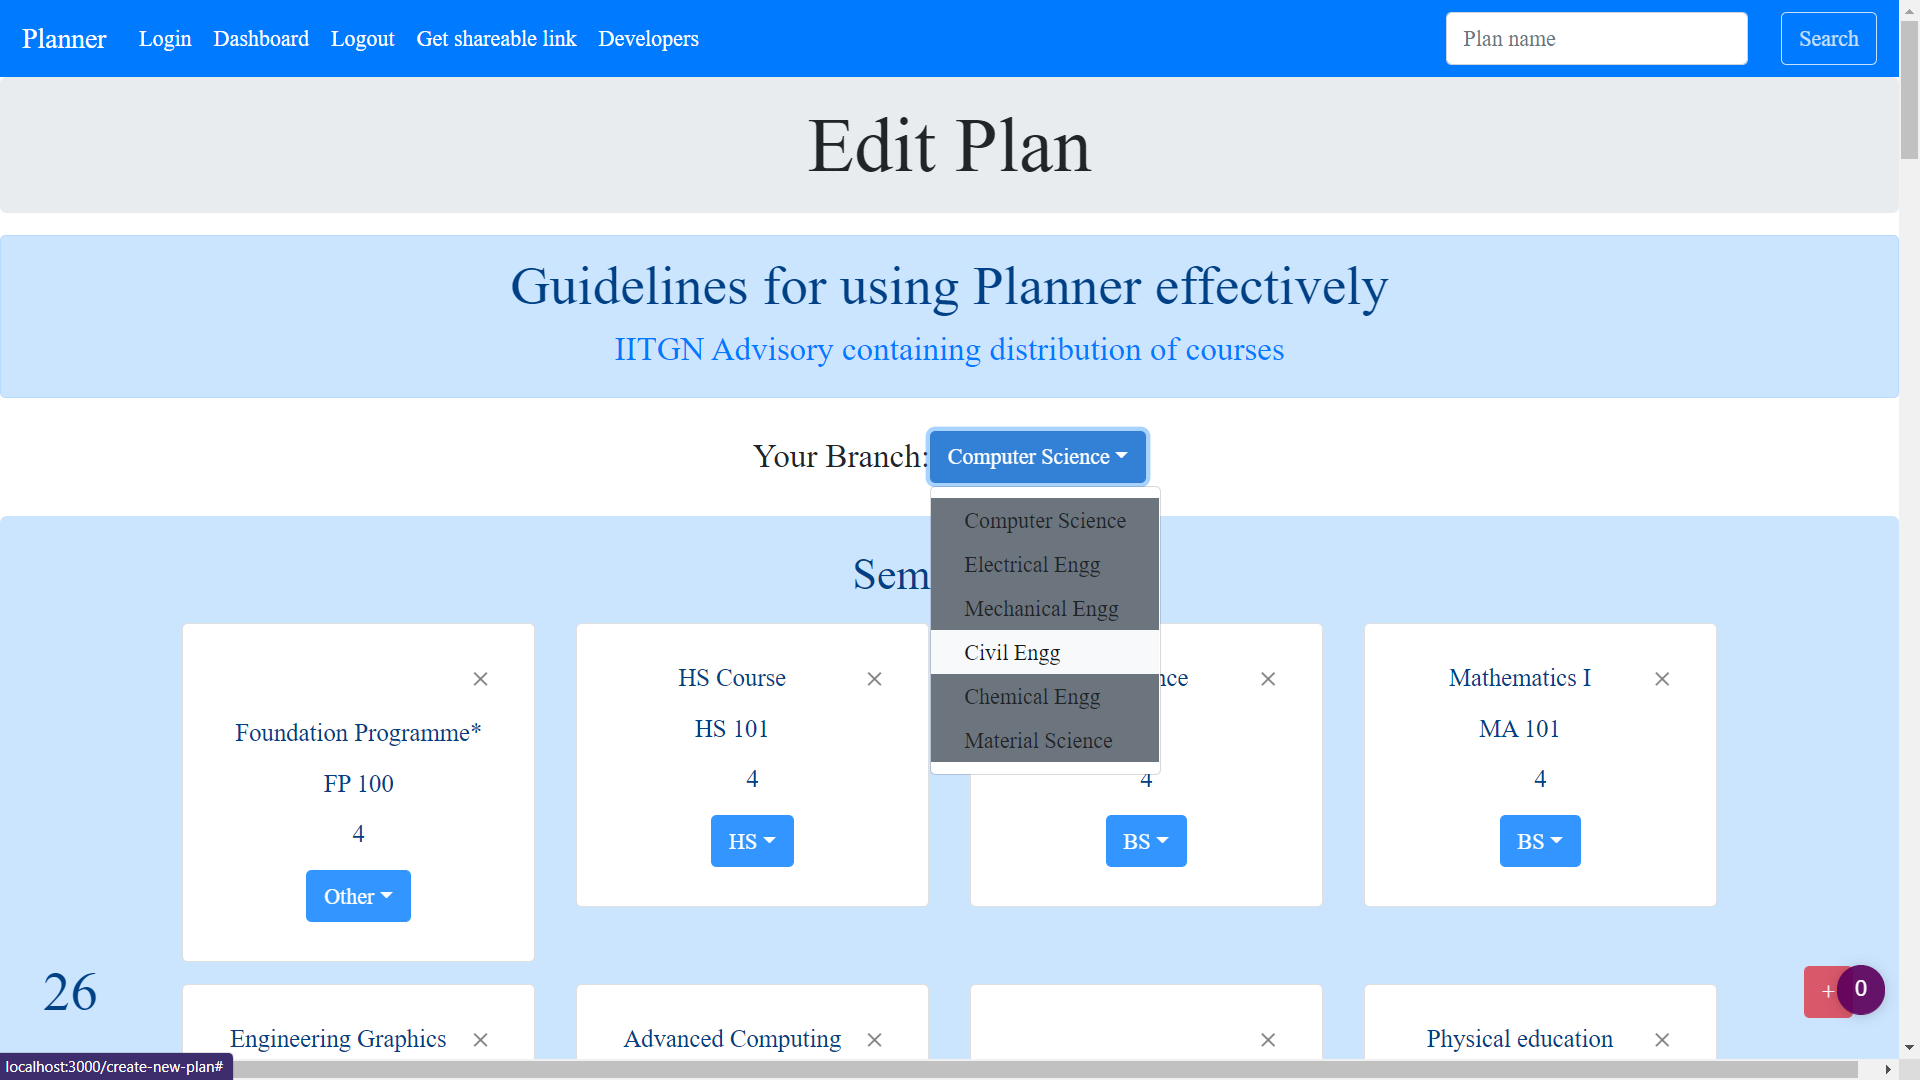 Planner Login Dashboard Logout Get shareable link Developers Plan name Search
Edit Plan
Guidelines for using Planner effectively
IITGN Advisory containing distribution of courses
Your Branch: Computer Science
Computer Science
Electrical Engg
Mechanical Engg
Civil Engg
Chemical Engg
Material Science
Foundation Programme*
FP 100
4
Other
HS Course
HS 101
4
HS
4
BS
Mathematics I
MA 101
4
BS
26
+ 0
Engineering Graphics
Advanced Computing
Physical education
localhost:3000/create-new-plan#